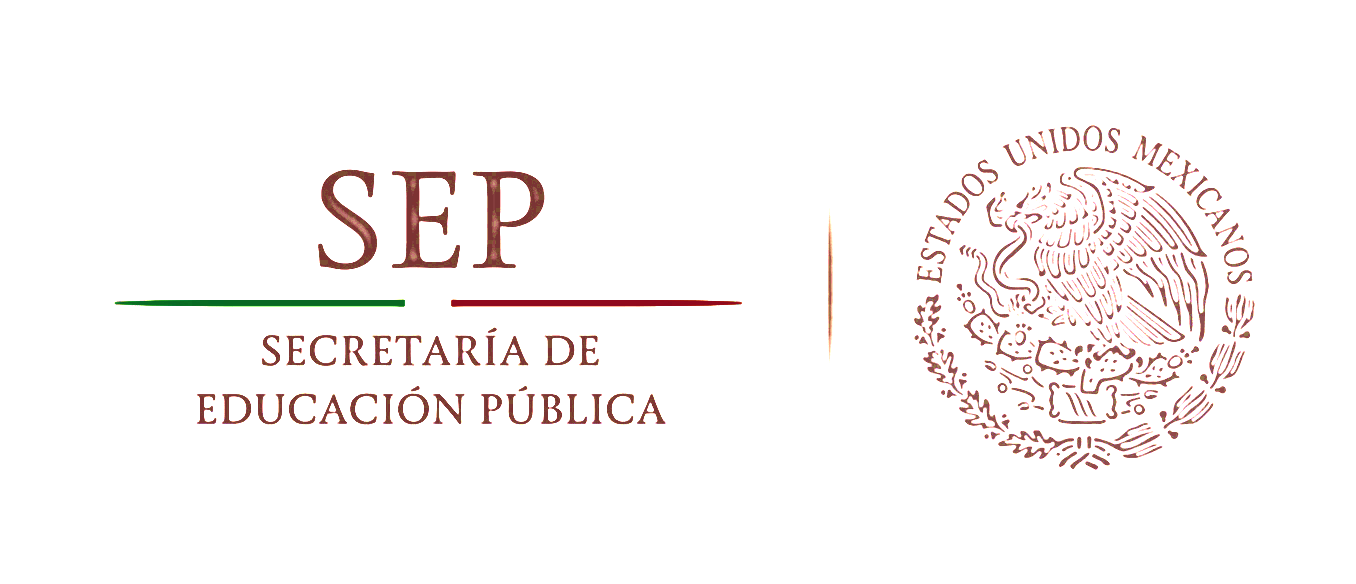 SEP
SECRETARÍA DE
EDUCACIÓN PÚBLICA
ESTADOS UNIDOS MEXICANOS